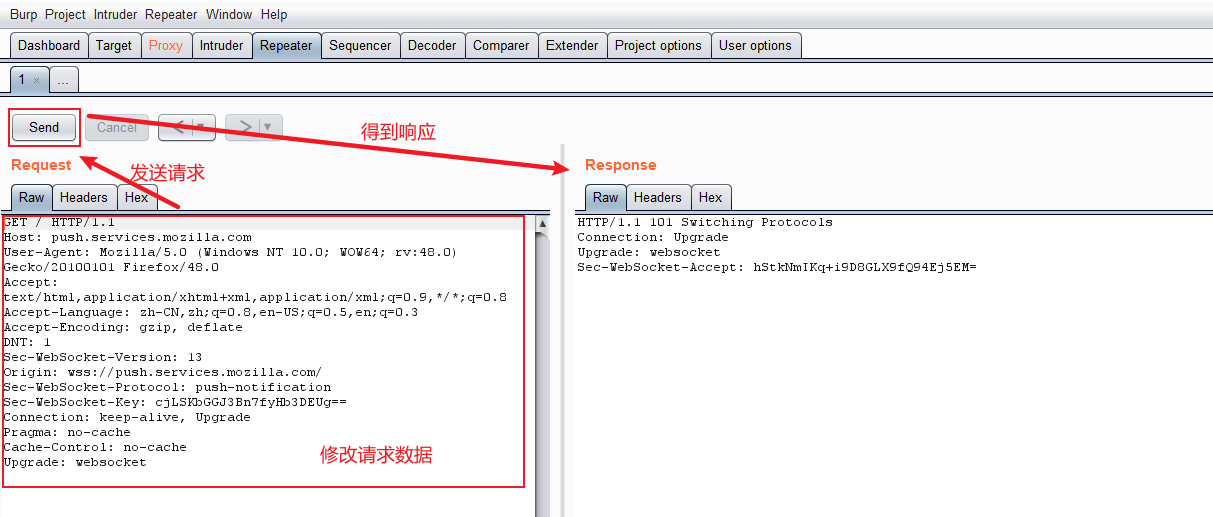 Burp Project Intruder Repeater Window Help
Dashboard Target Proxy Intruder Repeater Sequencer Decoder Comparer Extender Project options User options
1 × ...
Send Cancel < ▼ > ▼
得到响应
发送请求
Request
Raw Headers Hex
GET / HTTP/1.1
Host: push.services.mozilla.com
User-Agent: Mozilla/5.0 (Windows NT 10.0; WOW64; rv:48.0)
Gecko/20100101 Firefox/48.0
Accept:
text/html,application/xhtml+xml,application/xml;q=0.9,*/*;q=0.8
Accept-Language: zh-CN,zh;q=0.8,en-US;q=0.5,en;q=0.3
Accept-Encoding: gzip, deflate
DNT: 1
Sec-WebSocket-Version: 13
Origin: wss://push.services.mozilla.com/
Sec-WebSocket-Protocol: push-notification
Sec-WebSocket-Key: cjLSKbGGJ3Bn7fyHb3DEUg==
Connection: keep-alive, Upgrade
Pragma: no-cache
Cache-Control: no-cache
Upgrade: websocket
修改请求数据
Response
Raw Headers Hex
HTTP/1.1 101 Switching Protocols
Connection: Upgrade
Upgrade: websocket
Sec-WebSocket-Accept: hStkNmIKq+i9D8GLX9fQ94Ej5EM=